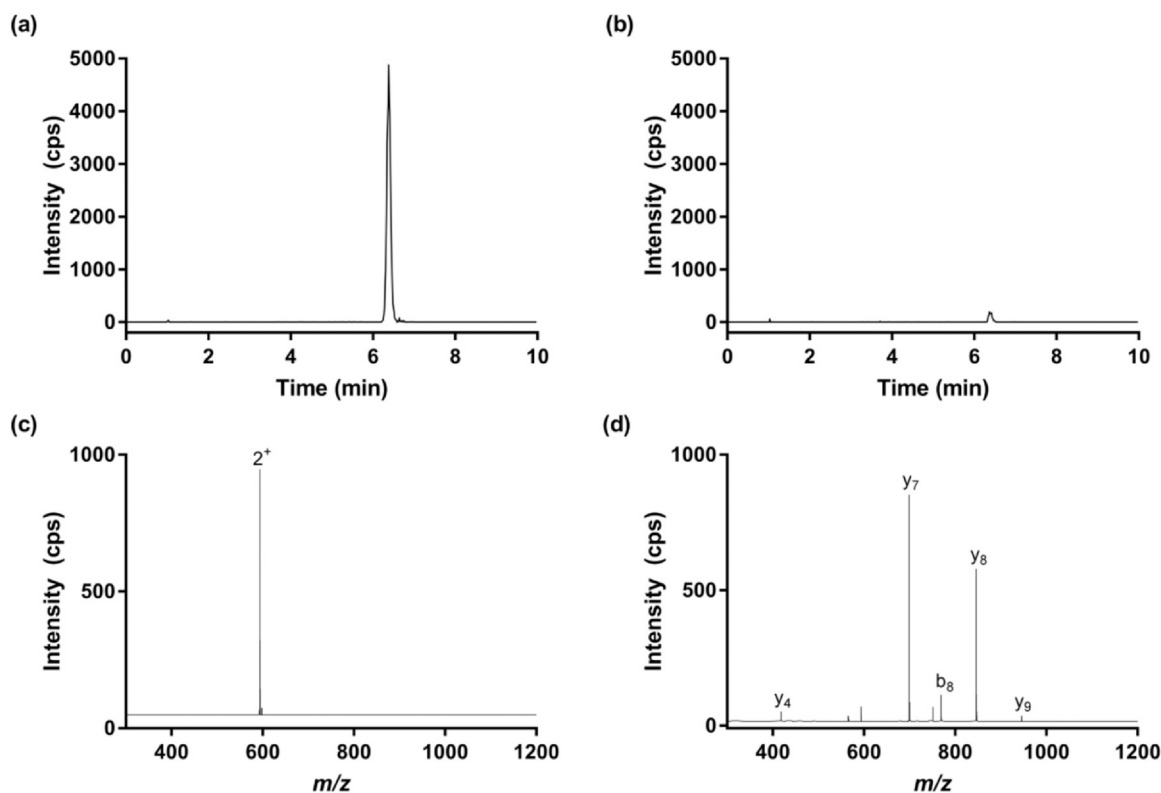 (a)
5000
4000
3000
2000
1000
0
Intensity (cps)
0 2 4 6 8 10
Time (min)
(b)
5000
4000
3000
2000
1000
0
Intensity (cps)
0 2 4 6 8 10
Time (min)
(c)
1000
500
0
Intensity (cps)
2⁺
400 600 800 1000 1200
m/z
(d)
1000
500
0
Intensity (cps)
y₇
y₈
b₈
y₄
y₉
400 600 800 1000 1200
m/z